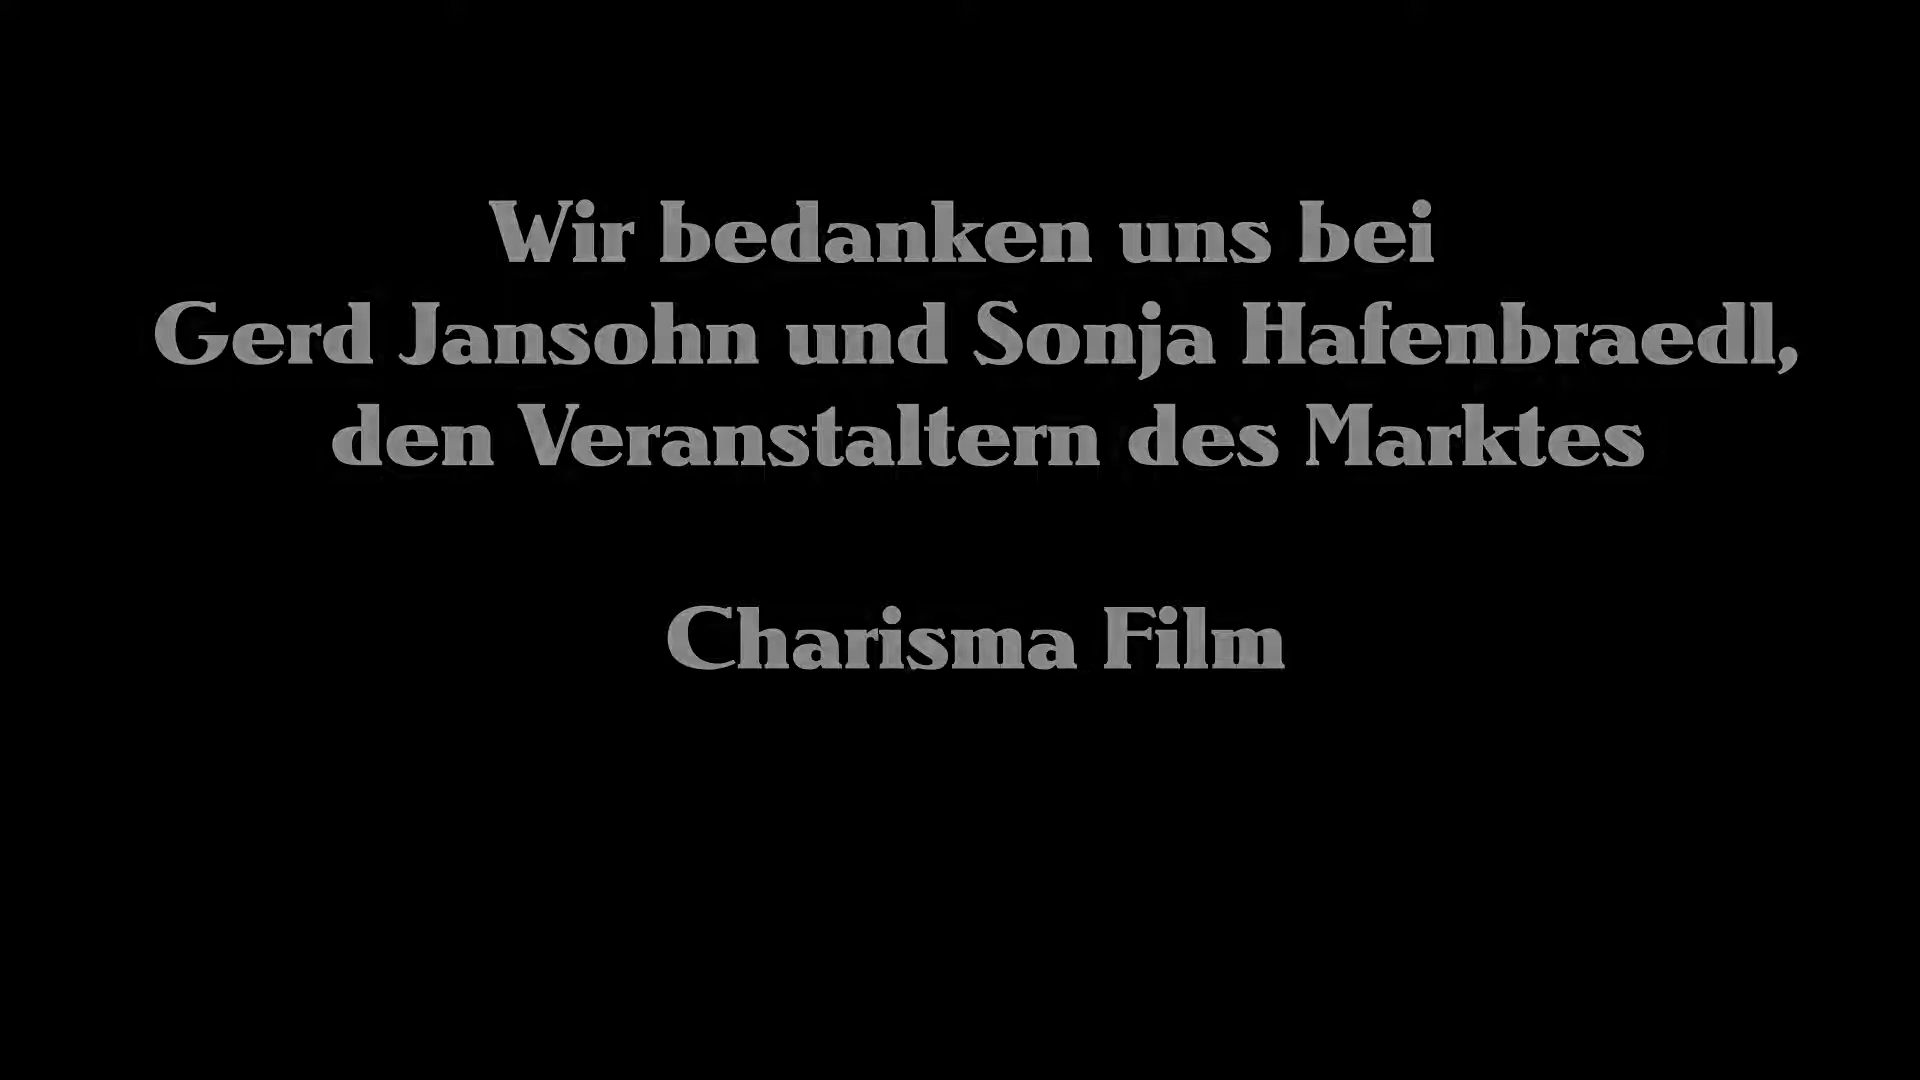 Wir bedanken uns bei
Gerd Jansohn und Sonja Hafenbraedl,
den Veranstaltern des Marktes
Charisma Film